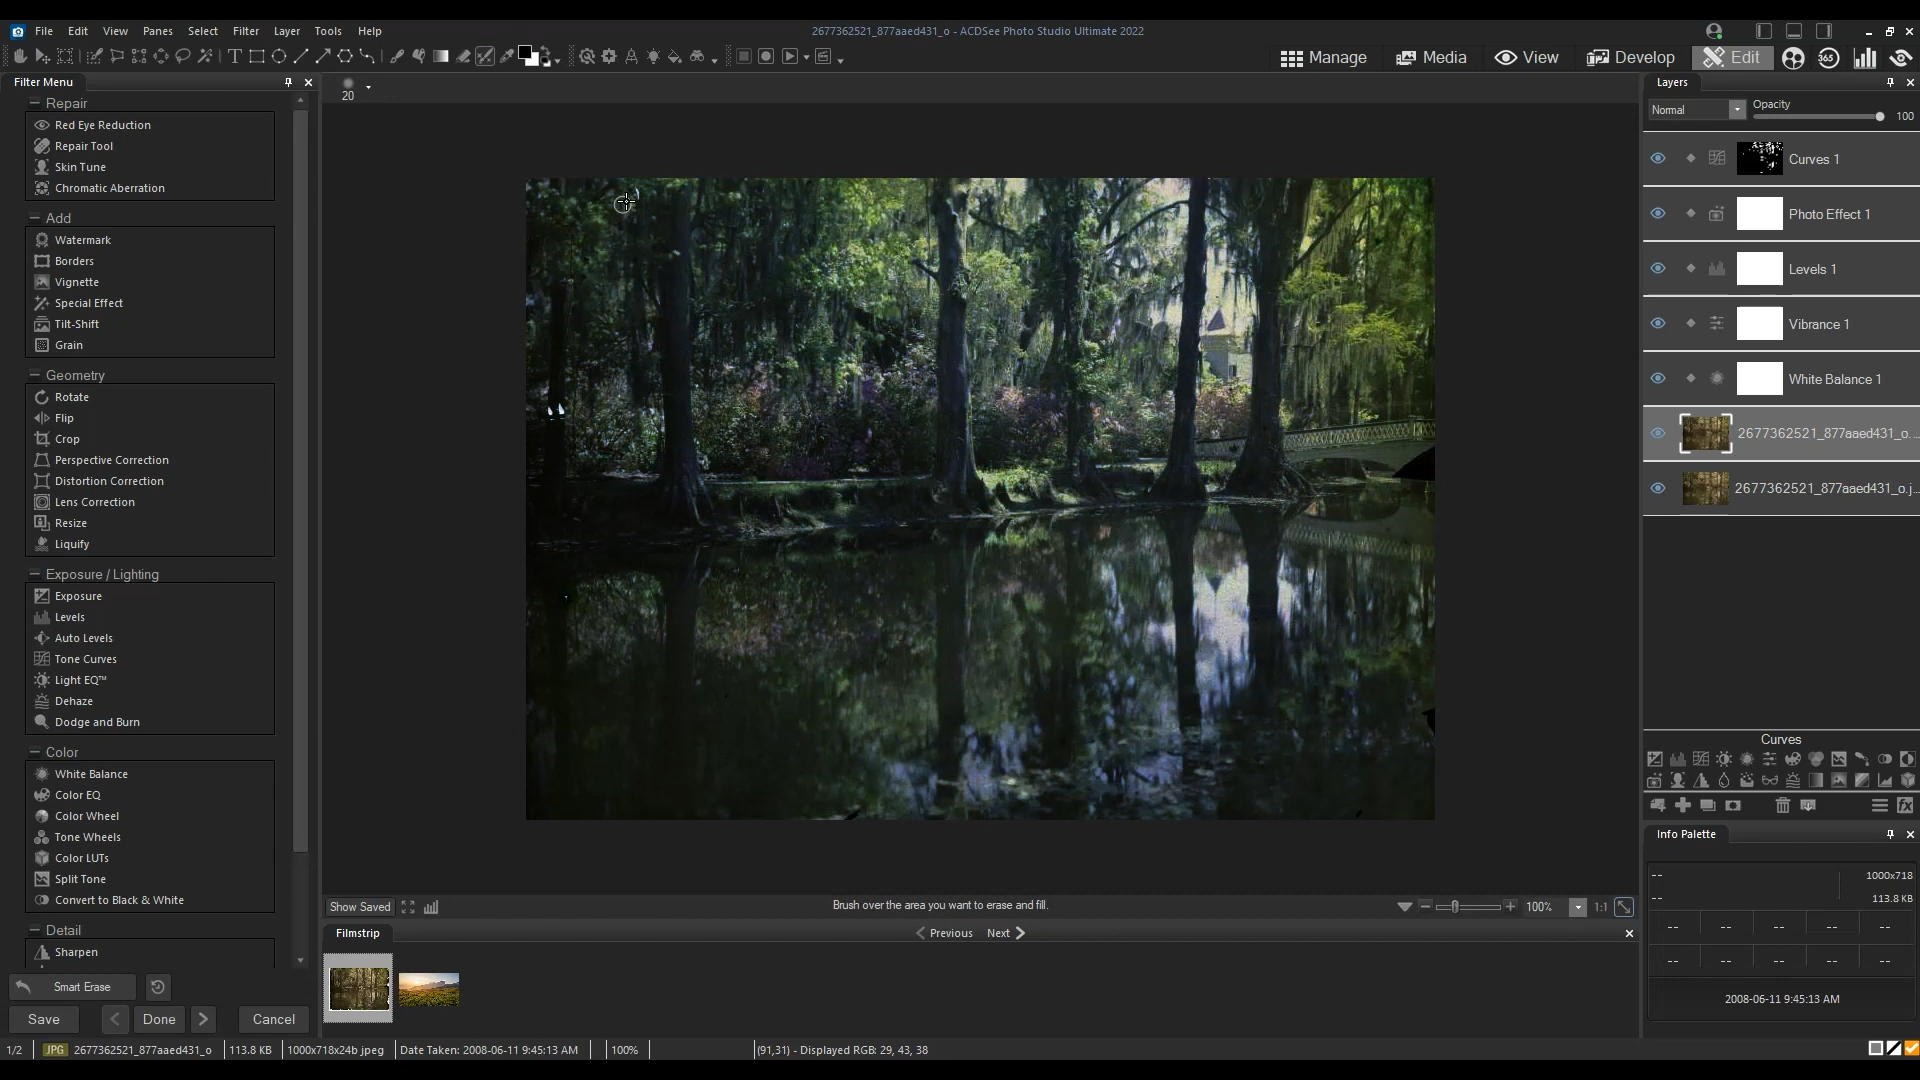 File Edit View Panes Select Filter Layer Tools Help
2677362521_877aaed431_o - ACDSee Photo Studio Ultimate 2022
Manage Media View Develop Edit 365
Filter Menu
20
Repair
Red Eye Reduction
Repair Tool
Skin Tune
Chromatic Aberration
Add
Watermark
Borders
Vignette
Special Effect
Tilt-Shift
Grain
Geometry
Rotate
Flip
Crop
Perspective Correction
Distortion Correction
Lens Correction
Resize
Liquify
Exposure / Lighting
Exposure
Levels
Auto Levels
Tone Curves
Light EQ™
Dehaze
Dodge and Burn
Color
White Balance
Color EQ
Color Wheel
Tone Wheels
Color LUTs
Split Tone
Convert to Black & White
Detail
Sharpen
Smart Erase
Save Done Cancel
Layers
Normal Opacity 100
Curves 1
Photo Effect 1
Levels 1
Vibrance 1
White Balance 1
2677362521_877aaed431_o...
2677362521_877aaed431_o.j...
Curves
fx
Info Palette
-- 1000x718
-- 113.8 KB
-- -- -- -- --
-- -- -- -- --
2008-06-11 9:45:13 AM
Show Saved Brush over the area you want to erase and fill. 100% 1:1
Filmstrip Previous Next
1/2 JPG 2677362521_877aaed431_o 113.8 KB 1000x718x24b jpeg Date Taken: 2008-06-11 9:45:13 AM 100% (91,31) - Displayed RGB: 29, 43, 38